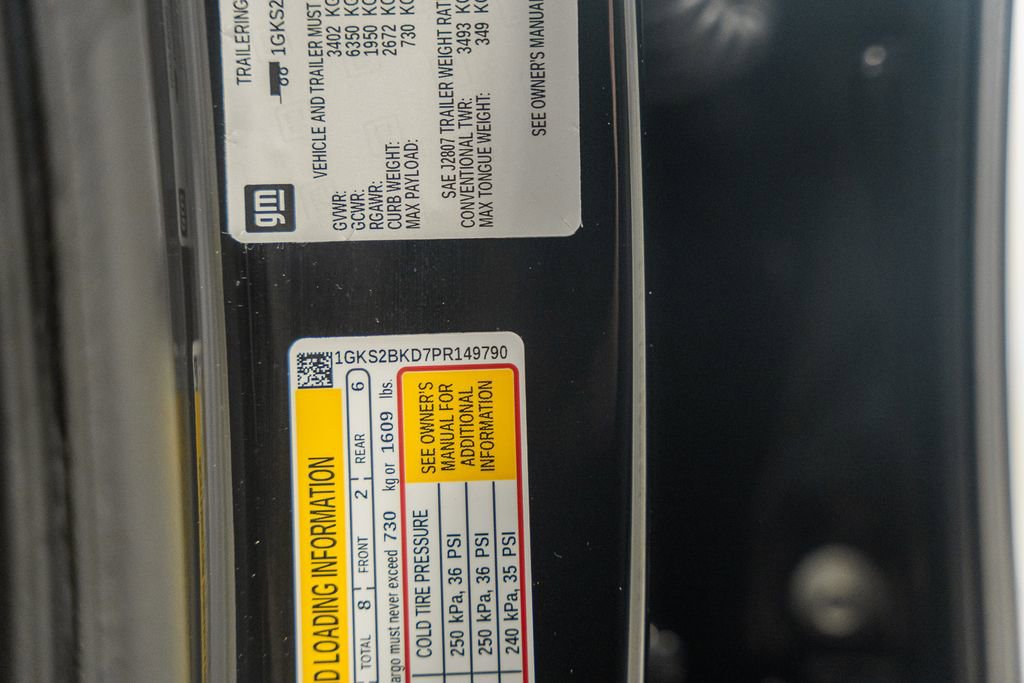 TRAILERING
1GKS2
VEHICLE AND TRAILER MUST
gm
GVWR: 3402 KG
GCWR: 6350 KG
RGAWR: 1950 KG
CURB WEIGHT: 2672 KG
MAX PAYLOAD: 730 KG
SAE J2807 TRAILER WEIGHT RAT
CONVENTIONAL TWR: 3493 KG
MAX TONGUE WEIGHT: 349 KG
SEE OWNER'S MANUAL
1GKS2BKD7PR149790
D LOADING INFORMATION
TOTAL 8 FRONT 2 REAR 6
argo must never exceed 730 kg or 1609 lbs.
COLD TIRE PRESSURE
250 kPa, 36 PSI
250 kPa, 36 PSI
240 kPa, 35 PSI
SEE OWNER'S
MANUAL FOR
ADDITIONAL
INFORMATION